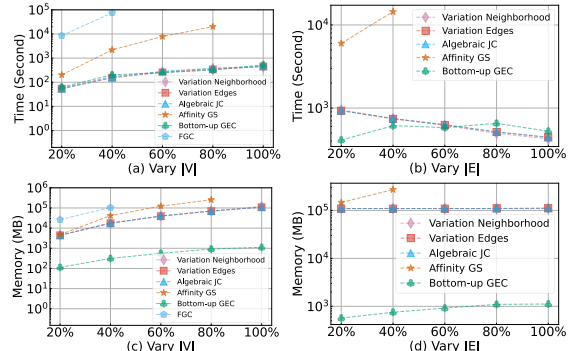 10^5
10^4
10^3
10^2
10^1
10^0
Time (Second)
Variation Neighborhood
Variation Edges
Algebraic JC
Affinity GS
Bottom-up GEC
FGC
20% 40% 60% 80% 100%
(a) Vary |V|
10^4
10^3
Time (Second)
Variation Neighborhood
Variation Edges
Algebraic JC
Affinity GS
Bottom-up GEC
20% 40% 60% 80% 100%
(b) Vary |E|
10^6
10^5
10^4
10^3
10^2
10^1
10^0
Memory (MB)
Variation Neighborhood
Variation Edges
Algebraic JC
Affinity GS
Bottom-up GEC
FGC
20% 40% 60% 80% 100%
(c) Vary |V|
10^5
10^3
Memory (MB)
Variation Neighborhood
Variation Edges
Algebraic JC
Affinity GS
Bottom-up GEC
20% 40% 60% 80% 100%
(d) Vary |E|